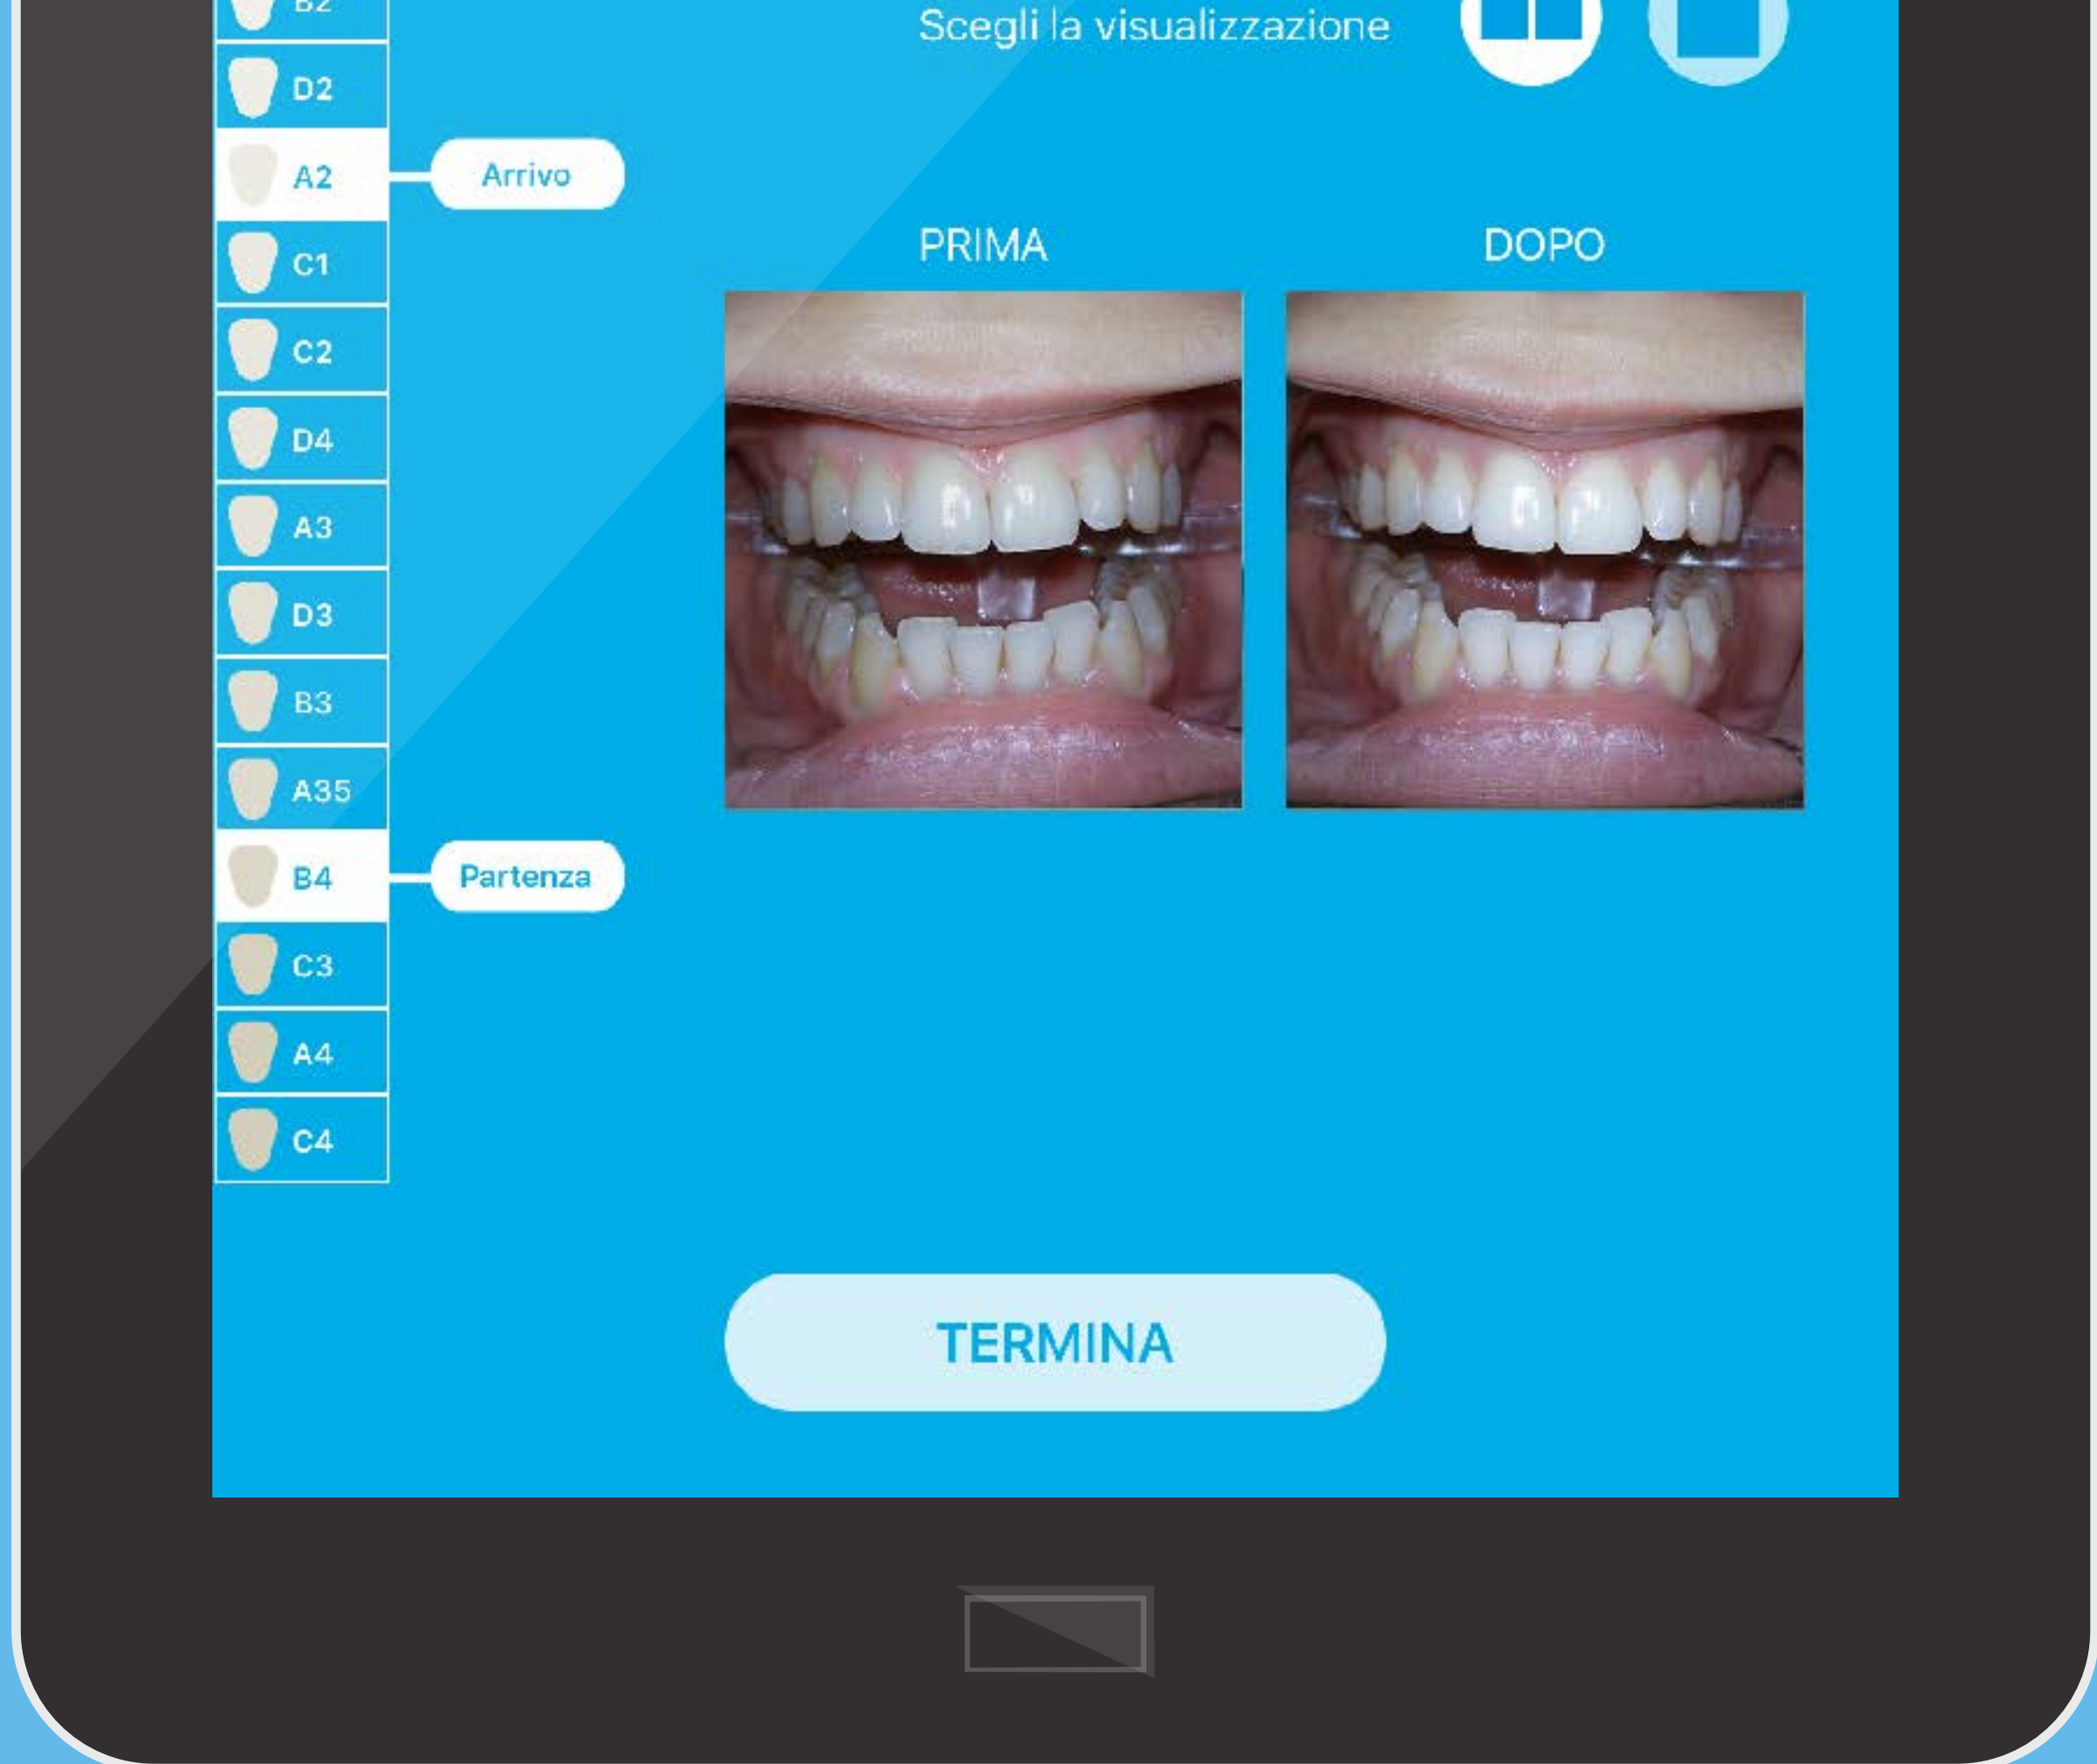 B2
Scegli la visualizzazione
D2
A2
Arrivo
C1
PRIMA
DOPO
C2
D4
A3
D3
B3
A35
B4
Partenza
C3
A4
C4
TERMINA